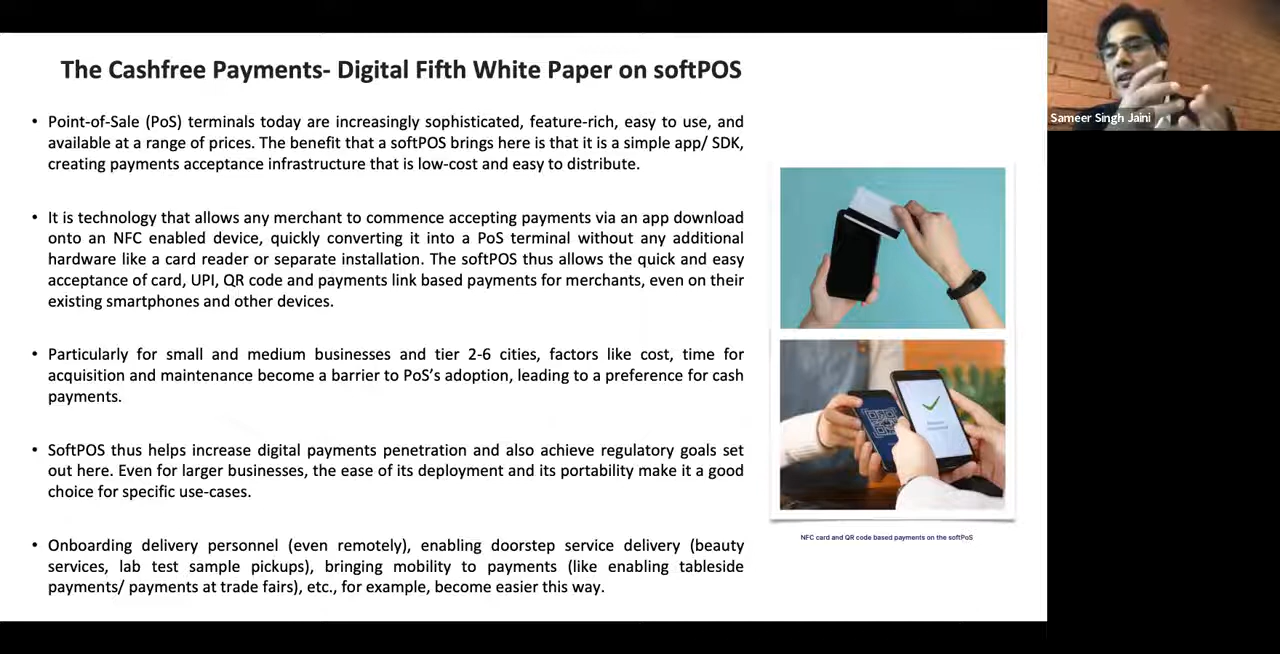 The Cashfree Payments- Digital Fifth White Paper on softPOS
• Point-of-Sale (PoS) terminals today are increasingly sophisticated, feature-rich, easy to use, and
available at a range of prices. The benefit that a softPOS brings here is that it is a simple app/ SDK,
creating payments acceptance infrastructure that is low-cost and easy to distribute.
• It is technology that allows any merchant to commence accepting payments via an app download
onto an NFC enabled device, quickly converting it into a PoS terminal without any additional
hardware like a card reader or separate installation. The softPOS thus allows the quick and easy
acceptance of card, UPI, QR code and payments link based payments for merchants, even on their
existing smartphones and other devices.
• Particularly for small and medium businesses and tier 2-6 cities, factors like cost, time for
acquisition and maintenance become a barrier to PoS's adoption, leading to a preference for cash
payments.
• SoftPOS thus helps increase digital payments penetration and also achieve regulatory goals set
out here. Even for larger businesses, the ease of its deployment and its portability make it a good
choice for specific use-cases.
• Onboarding delivery personnel (even remotely), enabling doorstep service delivery (beauty
services, lab test sample pickups), bringing mobility to payments (like enabling tableside
payments/ payments at trade fairs), etc., for example, become easier this way.
NFC card and QR code based payments on the softPoS
Sameer Singh Jaini